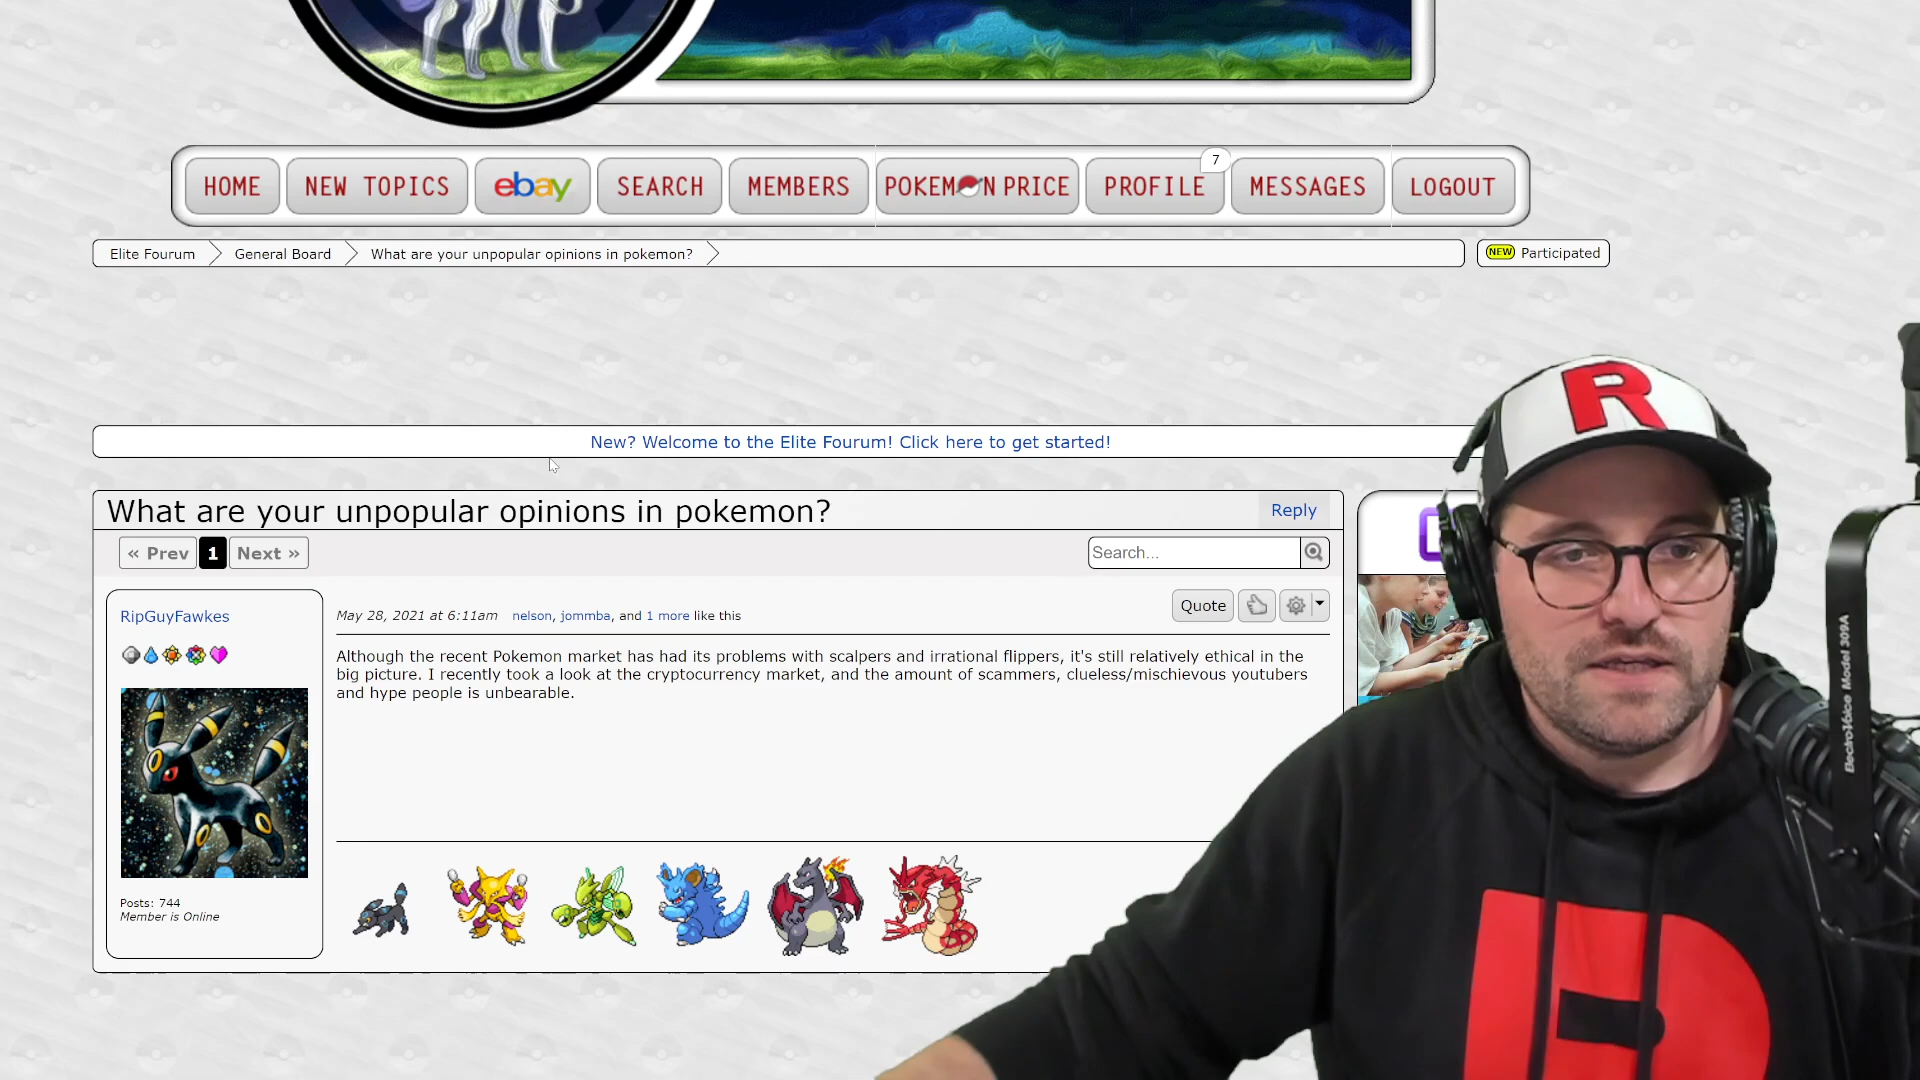 7
HOME NEW TOPICS ebay SEARCH MEMBERS POKEMON PRICE PROFILE MESSAGES LOGOUT
Elite Fourum General Board What are your unpopular opinions in pokemon? NEW Participated
New? Welcome to the Elite Fourum! Click here to get started!
What are your unpopular opinions in pokemon? Reply
« Prev 1 Next » Search...
RipGuyFawkes
May 28, 2021 at 6:11am nelson, jommba, and 1 more like this Quote
Although the recent Pokemon market has had its problems with scalpers and irrational flippers, it's still relatively ethical in the
big picture. I recently took a look at the cryptocurrency market, and the amount of scammers, clueless/mischievous youtubers
and hype people is unbearable.
Posts: 744
Member is Online
R
ElectroVoice Model 309A
R